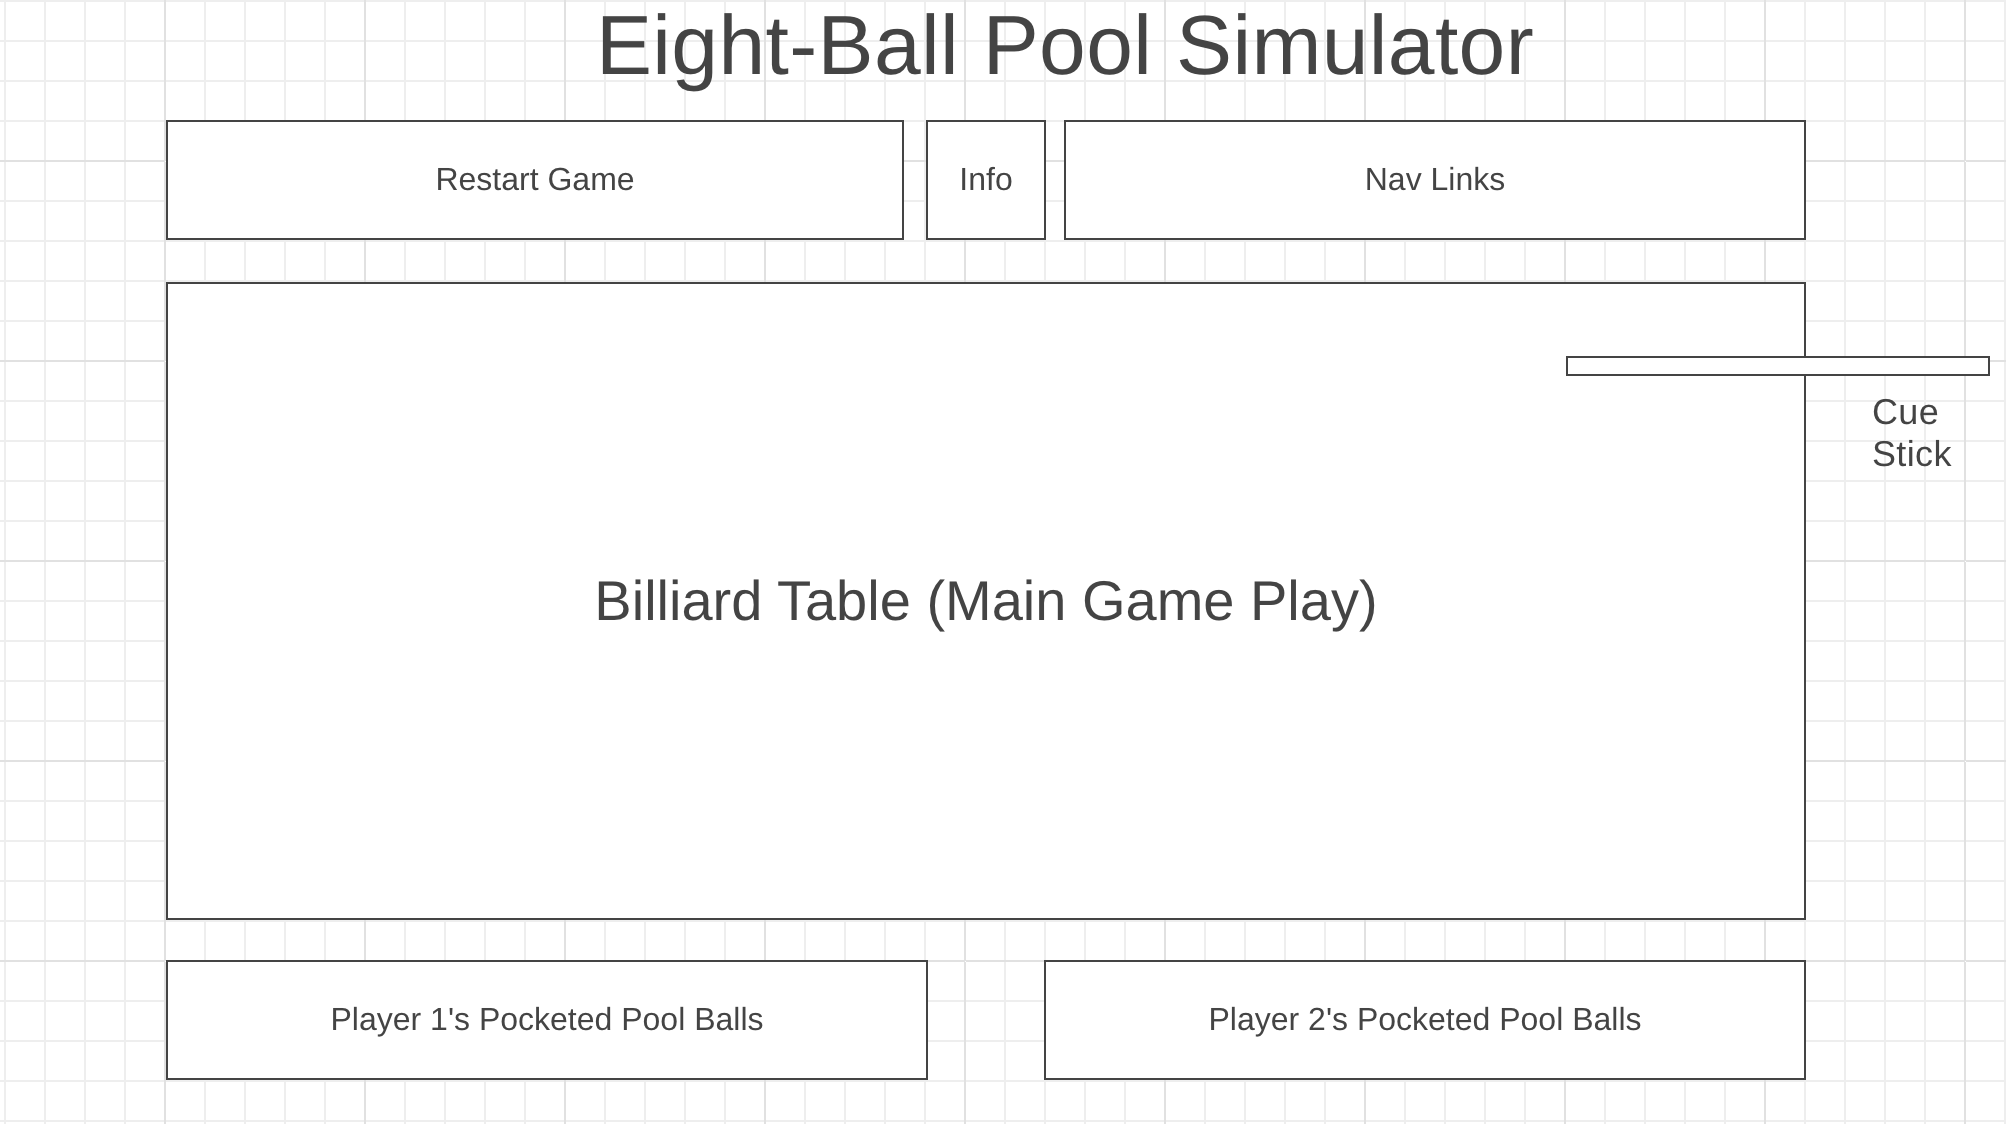 Eight-Ball Pool Simulator
Restart Game
Info
Nav Links
Cue
Stick
Billiard Table (Main Game Play)
Player 1's Pocketed Pool Balls
Player 2's Pocketed Pool Balls